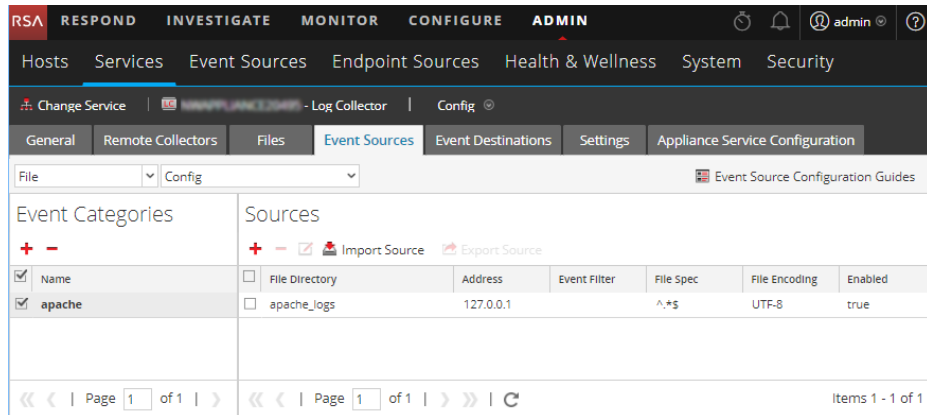 RSA RESPOND INVESTIGATE MONITOR CONFIGURE ADMIN admin ?
Hosts Services Event Sources Endpoint Sources Health & Wellness System Security
Change Service | LC - Log Collector | Config
General Remote Collectors Files Event Sources Event Destinations Settings Appliance Service Configuration
File Config Event Source Configuration Guides
Event Categories Sources
+ − + − Import Source Export Source
Name File Directory Address Event Filter File Spec File Encoding Enabled
apache apache_logs 127.0.0.1 ^.*$ UTF-8 true
<< < | Page 1 of 1 | > << < | Page 1 of 1 | > >> | Items 1 - 1 of 1